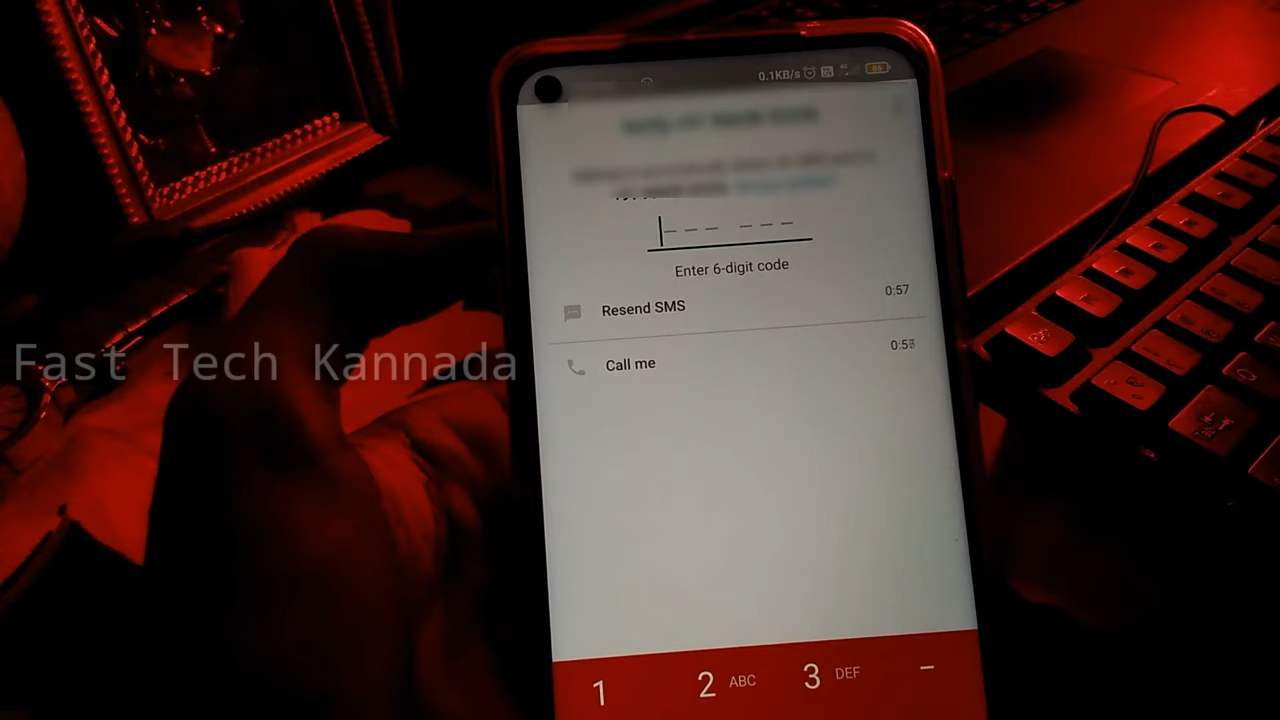 0.1KB/s 86
Enter 6-digit code
Resend SMS 0:57
Call me
Fast Tech Kannada
1 2 ABC 3 DEF –